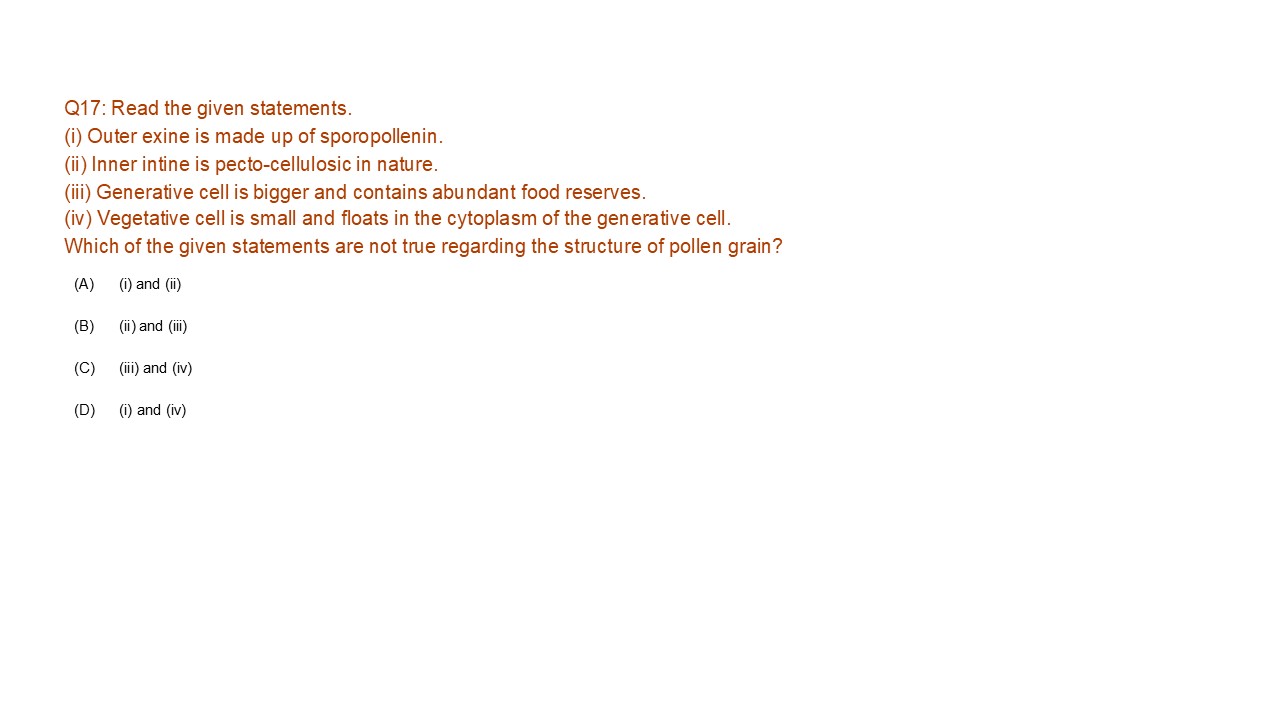 Q17: Read the given statements.
(i) Outer exine is made up of sporopollenin.
(ii) Inner intine is pecto-cellulosic in nature.
(iii) Generative cell is bigger and contains abundant food reserves.
(iv) Vegetative cell is small and floats in the cytoplasm of the generative cell.
Which of the given statements are not true regarding the structure of pollen grain?
(A) (i) and (ii)
(B) (ii) and (iii)
(C) (iii) and (iv)
(D) (i) and (iv)